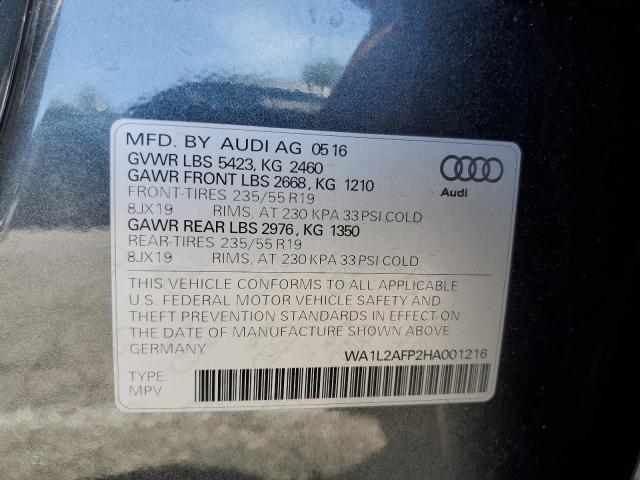 MFD. BY AUDI AG 05 16
GVWR LBS 5423, KG 2460
GAWR FRONT LBS 2668, KG 1210
FRONT-TIRES 235/55 R19
8JX19 RIMS, AT 230 KPA 33 PSI COLD
GAWR REAR LBS 2976, KG 1350
REAR-TIRES 235/55 R19
8JX19 RIMS, AT 230 KPA 33 PSI COLD
Audi
THIS VEHICLE CONFORMS TO ALL APPLICABLE
U.S. FEDERAL MOTOR VEHICLE SAFETY AND
THEFT PREVENTION STANDARDS IN EFFECT ON
THE DATE OF MANUFACTURE SHOWN ABOVE.
GERMANY
WA1L2AFP2HA001216
TYPE:
MPV